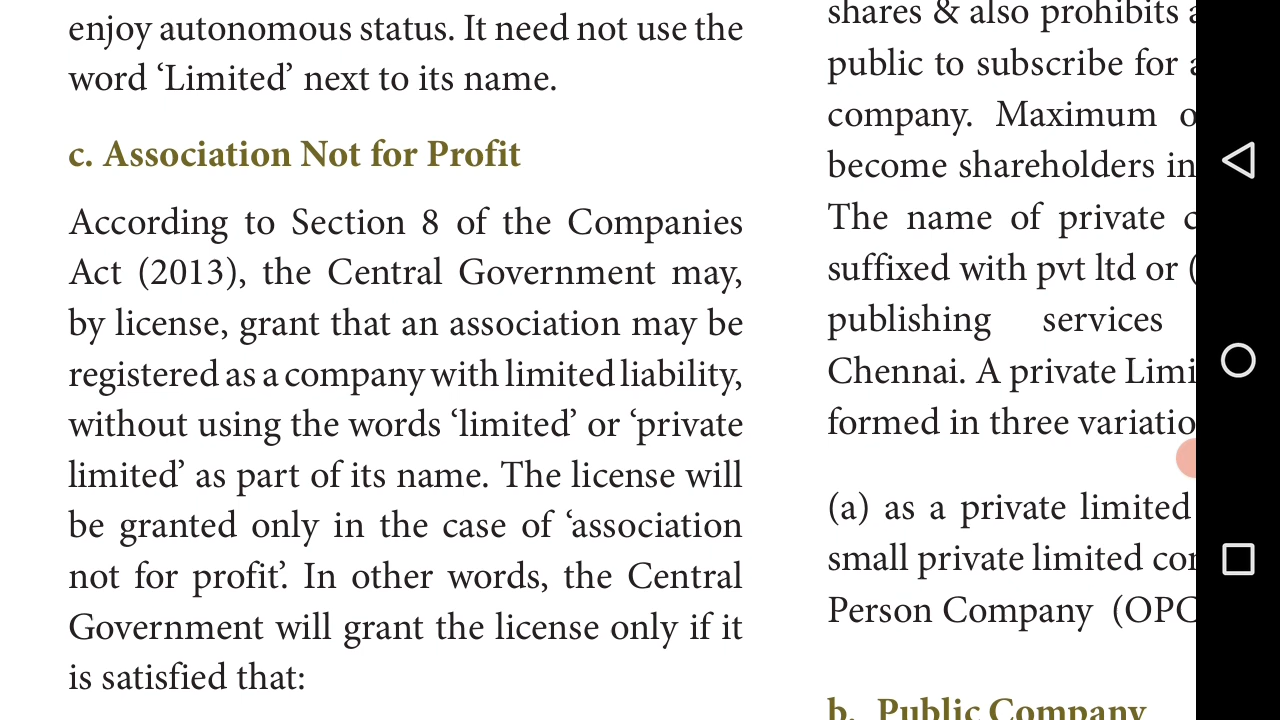 enjoy autonomous status. It need not use the
word ‘Limited’ next to its name.
c. Association Not for Profit
According to Section 8 of the Companies
Act (2013), the Central Government may,
by license, grant that an association may be
registered as a company with limited liability,
without using the words ‘limited’ or ‘private
limited’ as part of its name. The license will
be granted only in the case of ‘association
not for profit’. In other words, the Central
Government will grant the license only if it
is satisfied that:
shares & also prohibits
public to subscribe for
company. Maximum
become shareholders in
The name of private
suffixed with pvt ltd or (
publishing services
Chennai. A private
formed in three
(a) as a private limited
small private limited
Person Company (OPC
b. Public Company